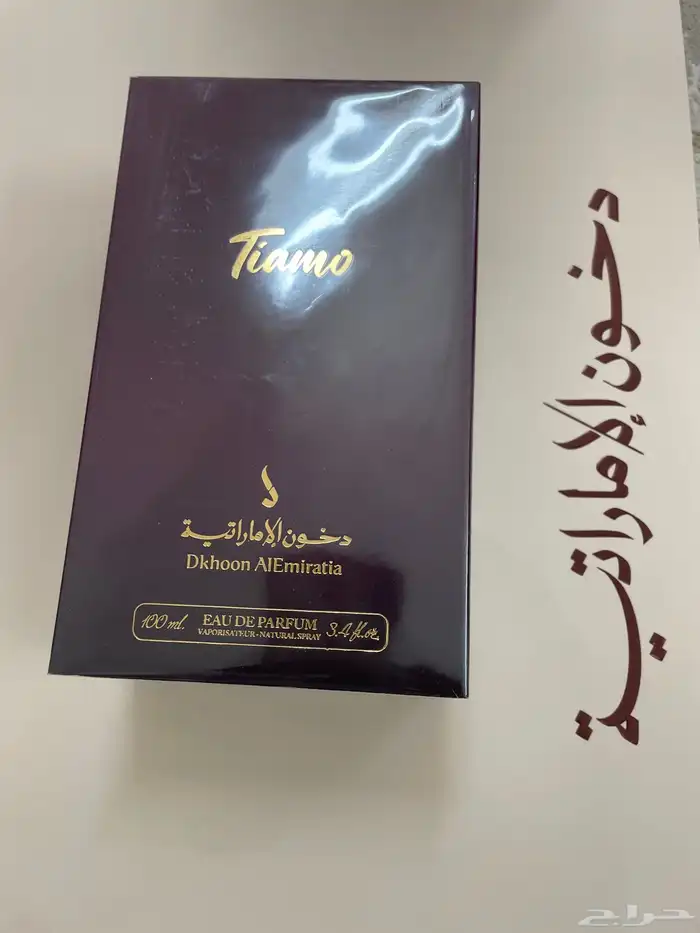 Tiamo
دخون الإماراتية
Dkhoon AlEmiratia
100 ml.
EAU DE PARFUM
VAPORISATEUR - NATURAL SPRAY
3.4 fl.oz.
دخون الإماراتية
حراج